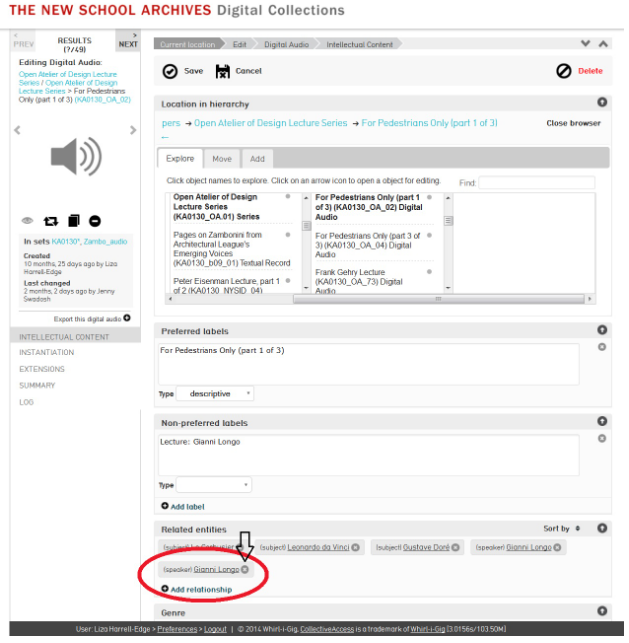 THE NEW SCHOOL ARCHIVES Digital Collections
< PREV
RESULTS
(7/49)
> NEXT
Editing Digital Audio:
Open Atelier of Design Lecture
Series / Open Atelier of Design
Lecture Series > For Pedestrians
Only (part 1 of 3) (KA0130_OA_02)
In sets KA0130*, Zambo_audio
Created
10 months, 25 days ago by Liza
Harrell-Edge
Last changed
2 months, 2 days ago by Jenny
Swadosh
Export this digital audio
INTELLECTUAL CONTENT
INSTANTIATION
EXTENSIONS
SUMMARY
LOG
Current location Edit Digital Audio Intellectual Content
Save Cancel Delete
Location in hierarchy
pers → Open Atelier of Design Lecture Series → For Pedestrians Only (part 1 of 3)
Close browser
Explore Move Add
Click object names to explore. Click on an arrow icon to open a object for editing.
Find:
Open Atelier of Design
Lecture Series
(KA0130_OA.01) Series
Pages on Zambonini from
Architectural League's
Emerging Voices
(KA0130_b09_01) Textual Record
Peter Eisenman Lecture, part 1
of 2 (KA0130_NYSID_04)
For Pedestrians Only (part 1
of 3) (KA0130_OA_02) Digital
Audio
For Pedestrians Only (part 3 of
3) (KA0130_OA_04) Digital
Audio
Frank Gehry Lecture
(KA0130_OA_73) Digital
Audio
Preferred labels
For Pedestrians Only (part 1 of 3)
Type descriptive
Non-preferred labels
Lecture: Gianni Longo
Type
Add label
Related entities
Sort by
(subject) Le Corbusier (subject) Leonardo da Vinci (subject) Gustave Doré (speaker) Gianni Longo
(speaker) Gianni Longo
Add relationship
Genre
User: Liza Harrell-Edge > Preferences > Logout | © 2014 Whirl-i-Gig, CollectiveAccess is a trademark of Whirl-i-Gig [3.0156s/103.50M]